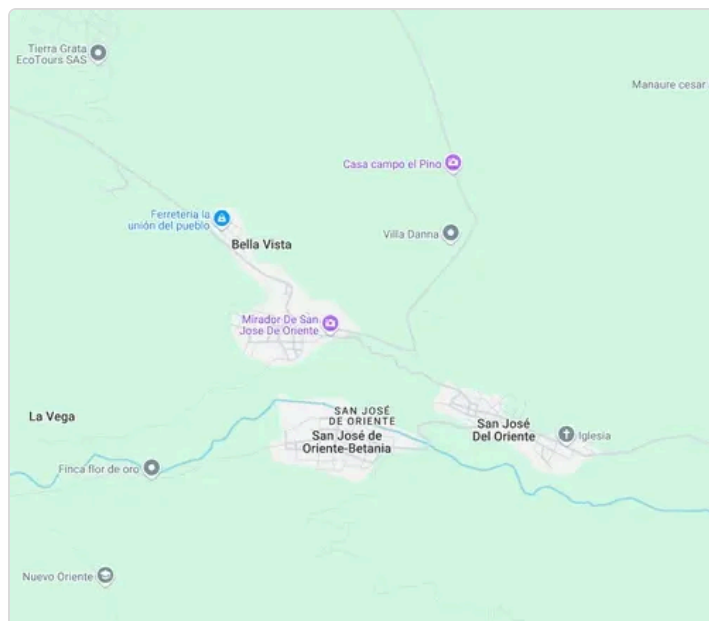 Tierra Grata
EcoTours SAS
Manaure cesar
Casa campo el Pino
Ferretería la
unión del pueblo
Villa Danna
Bella Vista
Mirador De San
Jose De Oriente
La Vega
SAN JOSÉ
DE ORIENTE
San José de
Oriente-Betania
San José
Del Oriente
Iglesia
Finca flor de oro
Nuevo Oriente